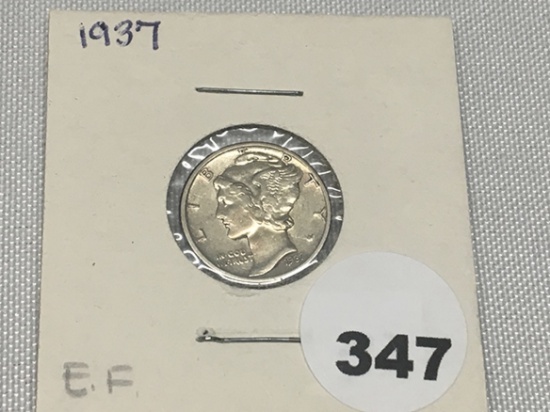 1937
LIBERTY
IN GOD
WE TRUST
347
E.F.